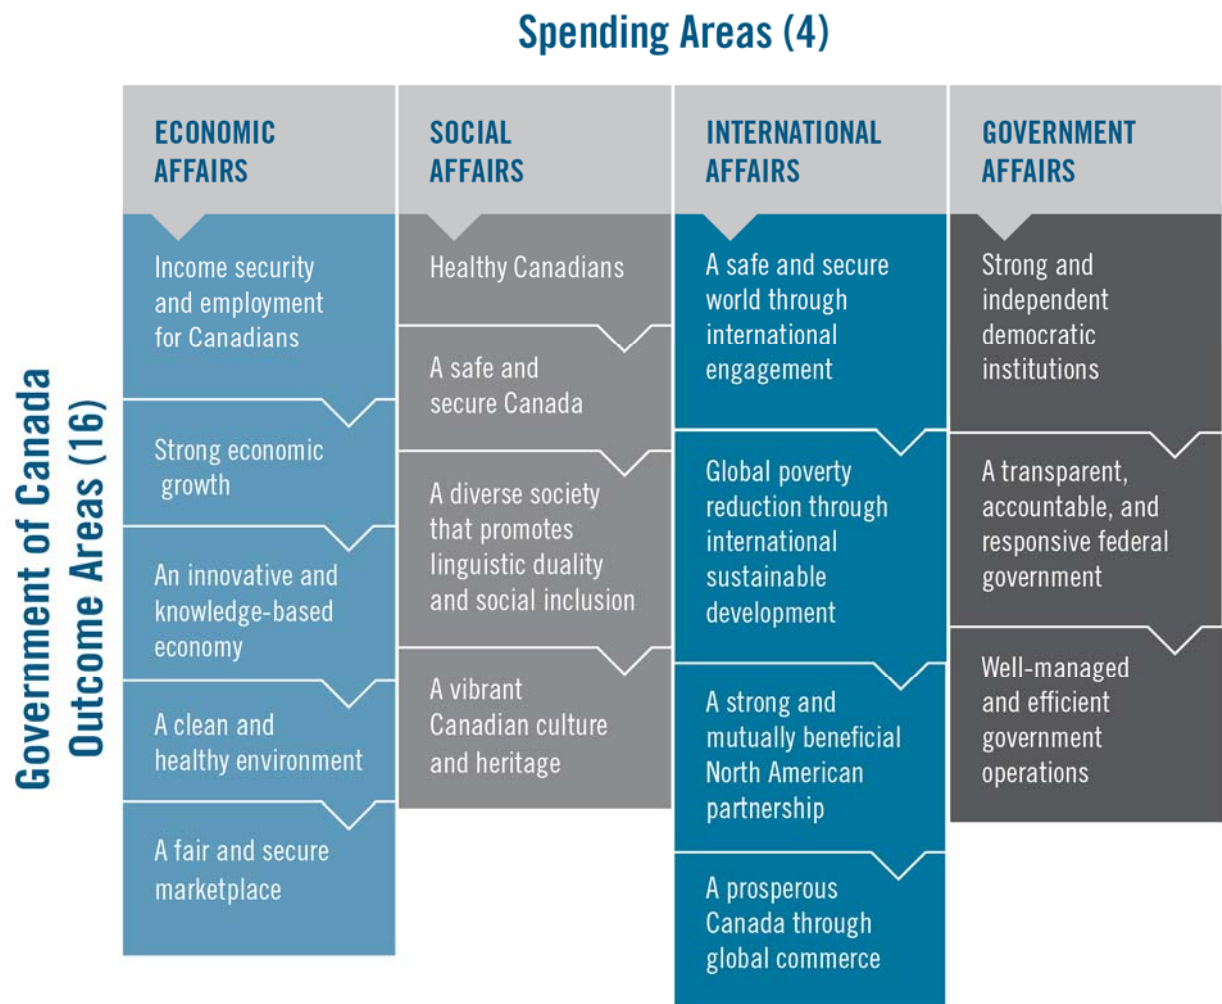 Spending Areas (4)
Government of Canada
Outcome Areas (16)
ECONOMIC
AFFAIRS
Income security
and employment
for Canadians
Strong economic
growth
An innovative and
knowledge-based
economy
A clean and
healthy environment
A fair and secure
marketplace
SOCIAL
AFFAIRS
Healthy Canadians
A safe and
secure Canada
A diverse society
that promotes
linguistic duality
and social inclusion
A vibrant
Canadian culture
and heritage
INTERNATIONAL
AFFAIRS
A safe and secure
world through
international
engagement
Global poverty
reduction through
international
sustainable
development
A strong and
mutually beneficial
North American
partnership
A prosperous
Canada through
global commerce
GOVERNMENT
AFFAIRS
Strong and
independent
democratic
institutions
A transparent,
accountable, and
responsive federal
government
Well-managed
and efficient
government
operations